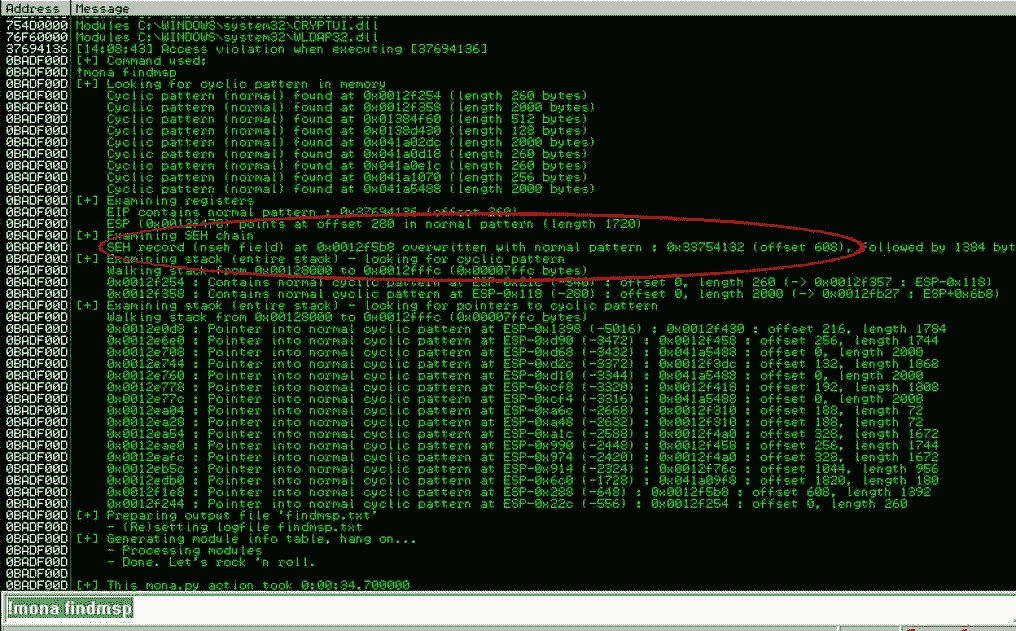 Address Message
754D0000 Modules C:\WINDOWS\system32\CRYPTUI.dll
76F60000 Modules C:\WINDOWS\system32\WLDAP32.dll
37694136 [14:08:43] Access violation when executing [37694136]
0BADF00D [+] Command used:
0BADF00D !mona findmsp
0BADF00D [+] Looking for cyclic pattern in memory
0BADF00D Cyclic pattern (normal) found at 0x0012f254 (length 260 bytes)
0BADF00D Cyclic pattern (normal) found at 0x0012f358 (length 2000 bytes)
0BADF00D Cyclic pattern (normal) found at 0x01384f60 (length 512 bytes)
0BADF00D Cyclic pattern (normal) found at 0x0138d430 (length 128 bytes)
0BADF00D Cyclic pattern (normal) found at 0x041a02dc (length 2000 bytes)
0BADF00D Cyclic pattern (normal) found at 0x041a0d18 (length 260 bytes)
0BADF00D Cyclic pattern (normal) found at 0x041a0e1c (length 260 bytes)
0BADF00D Cyclic pattern (normal) found at 0x041a1070 (length 256 bytes)
0BADF00D Cyclic pattern (normal) found at 0x041a5488 (length 2000 bytes)
0BADF00D [+] Examining registers
0BADF00D EIP contains normal pattern : 0x37694136 (offset 260)
0BADF00D ESP (0x0012f470) points at offset 280 in normal pattern (length 1720)
0BADF00D [+] Examining SEH chain
0BADF00D SEH record (nseh field) at 0x0012f5b8 overwritten with normal pattern : 0x33754132 (offset 608), followed by 1384 byt
0BADF00D [+] Examining stack (entire stack) - looking for cyclic pattern
0BADF00D Walking stack from 0x00128000 to 0x0012fffc (0x00007ffc bytes)
0BADF00D 0x0012f254 : Contains normal cyclic pattern at ESP-0x21c (-540) : offset 0, length 260 (-> 0x0012f357 : ESP-0x118)
0BADF00D 0x0012f358 : Contains normal cyclic pattern at ESP-0x118 (-280) : offset 0, length 2000 (-> 0x0012fb27 : ESP+0x6b8)
0BADF00D [+] Examining stack (entire stack) - looking for pointers to cyclic pattern
0BADF00D Walking stack from 0x00128000 to 0x0012fffc (0x00007ffc bytes)
0BADF00D 0x0012e0d8 : Pointer into normal cyclic pattern at ESP-0x1398 (-5016) : 0x0012f430 : offset 216, length 1784
0BADF00D 0x0012e6e0 : Pointer into normal cyclic pattern at ESP-0xd90 (-3472) : 0x0012f458 : offset 256, length 1744
0BADF00D 0x0012e708 : Pointer into normal cyclic pattern at ESP-0xd68 (-3432) : 0x041a5488 : offset 0, length 2000
0BADF00D 0x0012e744 : Pointer into normal cyclic pattern at ESP-0xd2c (-3372) : 0x0012f3dc : offset 132, length 1868
0BADF00D 0x0012e760 : Pointer into normal cyclic pattern at ESP-0xd10 (-3344) : 0x041a5488 : offset 0, length 2000
0BADF00D 0x0012e778 : Pointer into normal cyclic pattern at ESP-0xcf8 (-3320) : 0x0012f418 : offset 192, length 1808
0BADF00D 0x0012e77c : Pointer into normal cyclic pattern at ESP-0xcf4 (-3316) : 0x041a5488 : offset 0, length 2000
0BADF00D 0x0012ea04 : Pointer into normal cyclic pattern at ESP-0xa6c (-2668) : 0x0012f310 : offset 188, length 72
0BADF00D 0x0012ea28 : Pointer into normal cyclic pattern at ESP-0xa48 (-2632) : 0x0012f310 : offset 188, length 72
0BADF00D 0x0012ea54 : Pointer into normal cyclic pattern at ESP-0xa1c (-2588) : 0x0012f4a0 : offset 328, length 1672
0BADF00D 0x0012eae0 : Pointer into normal cyclic pattern at ESP-0x990 (-2448) : 0x0012f458 : offset 256, length 1744
0BADF00D 0x0012eafc : Pointer into normal cyclic pattern at ESP-0x974 (-2420) : 0x0012f4a0 : offset 328, length 1672
0BADF00D 0x0012eb5c : Pointer into normal cyclic pattern at ESP-0x914 (-2324) : 0x0012f76c : offset 1044, length 956
0BADF00D 0x0012edb0 : Pointer into normal cyclic pattern at ESP-0x6c0 (-1728) : 0x041a09f8 : offset 1820, length 180
0BADF00D 0x0012f1e8 : Pointer into normal cyclic pattern at ESP-0x288 (-648) : 0x0012f5b8 : offset 608, length 1392
0BADF00D 0x0012f244 : Pointer into normal cyclic pattern at ESP-0x22c (-556) : 0x0012f254 : offset 0, length 260
0BADF00D [+] Preparing output file 'findmsp.txt'
0BADF00D - (Re)setting logfile findmsp.txt
0BADF00D [+] Generating module info table, hang on...
0BADF00D - Processing modules
0BADF00D - Done. Let's rock 'n roll.
0BADF00D
0BADF00D [+] This mona.py action took 0:00:34.700000
!mona findmsp